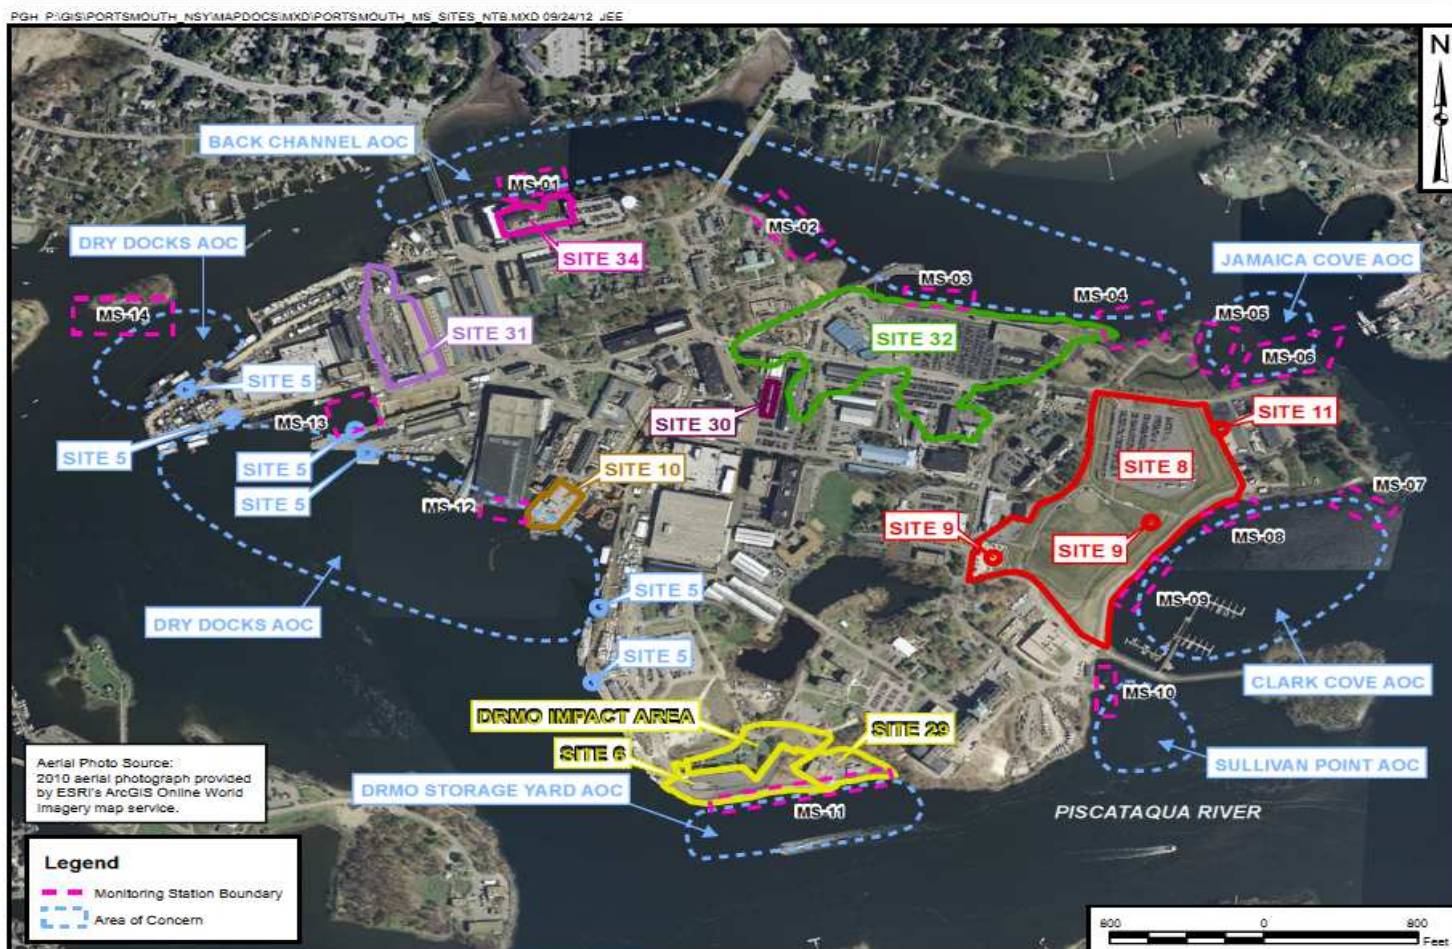 PGH P:\GIS\PORTSMOUTH_NSY\MAPDOCS\MXD\PORTSMOUTH_MS_SITES_NTB.MXD 09/24/12 JEE
N
BACK CHANNEL AOC
MS-01
DRY DOCKS AOC
MS-02
SITE 34
JAMAICA COVE AOC
MS-03
MS-04
MS-14
MS-05
SITE 31
SITE 32
MS-06
SITE 5
SITE 11
MS-13
SITE 30
SITE 5
SITE 5
SITE 10
SITE 8
MS-07
SITE 5
MS-12
SITE 9
MS-08
SITE 9
SITE 5
MS-09
DRY DOCKS AOC
SITE 5
CLARK COVE AOC
MS-10
DRMO IMPACT AREA
SITE 29
SITE 6
SULLIVAN POINT AOC
DRMO STORAGE YARD AOC
MS-11
PISCATAQUA RIVER
Aerial Photo Source:
2010 aerial photograph provided
by ESRI's ArcGIS Online World
Imagery map service.
Legend
Monitoring Station Boundary
Area of Concern
800 0 800
Feet